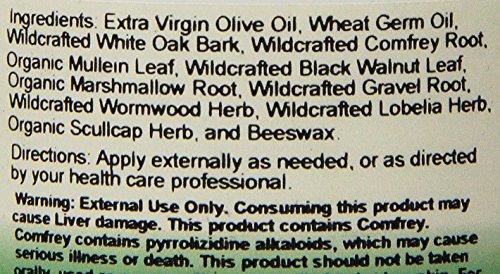 Ingredients: Extra Virgin Olive Oil, Wheat Germ Oil,
Wildcrafted White Oak Bark, Wildcrafted Comfrey Root,
Organic Mullein Leaf, Wildcrafted Black Walnut Leaf,
Organic Marshmallow Root, Wildcrafted Gravel Root,
Wildcrafted Wormwood Herb, Wildcrafted Lobelia Herb,
Organic Scullcap Herb, and Beeswax.
Directions: Apply externally as needed, or as directed
by your health care professional.
Warning: External Use Only. Consuming this product may
cause Liver damage. This product contains Comfrey.
Comfrey contains pyrrolizidine alkaloids, which may cause
serious illness or death. This product should not be taken
orally, used